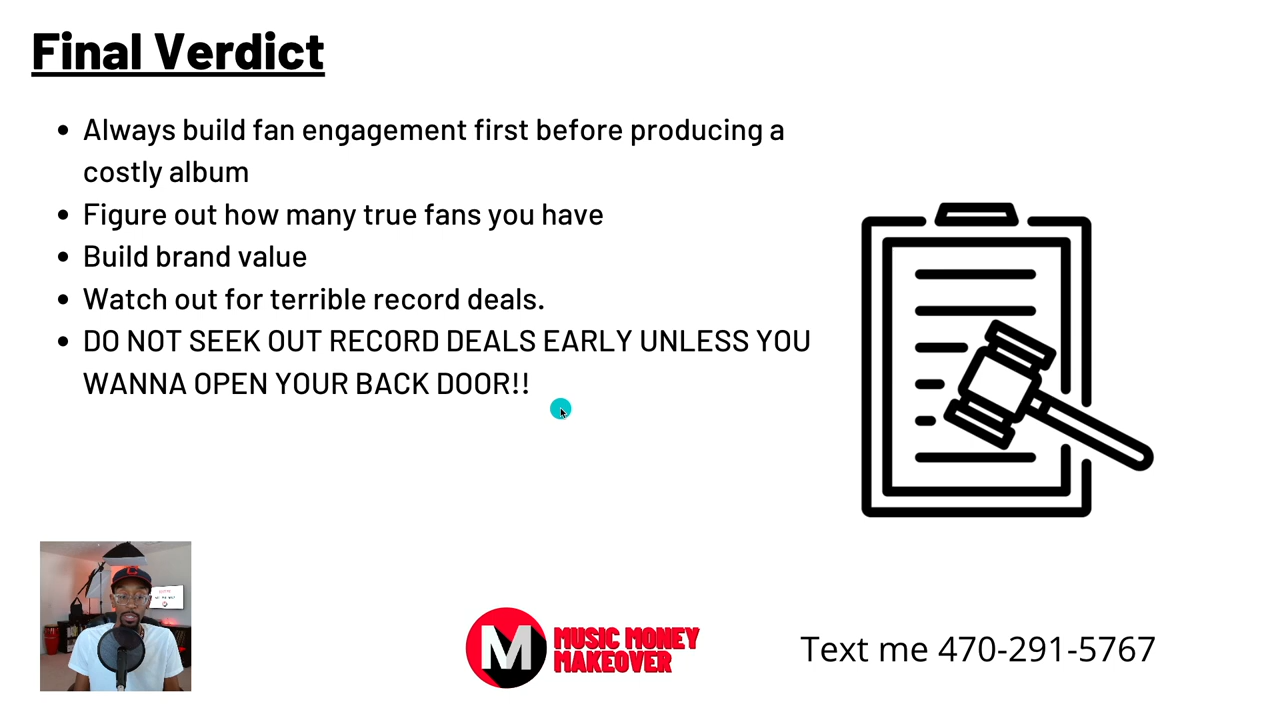 Final Verdict
Always build fan engagement first before producing a
costly album
Figure out how many true fans you have
Build brand value
Watch out for terrible record deals.
DO NOT SEEK OUT RECORD DEALS EARLY UNLESS YOU
WANNA OPEN YOUR BACK DOOR!!
M
MUSIC MONEY
MAKEOVER
Text me 470-291-5767